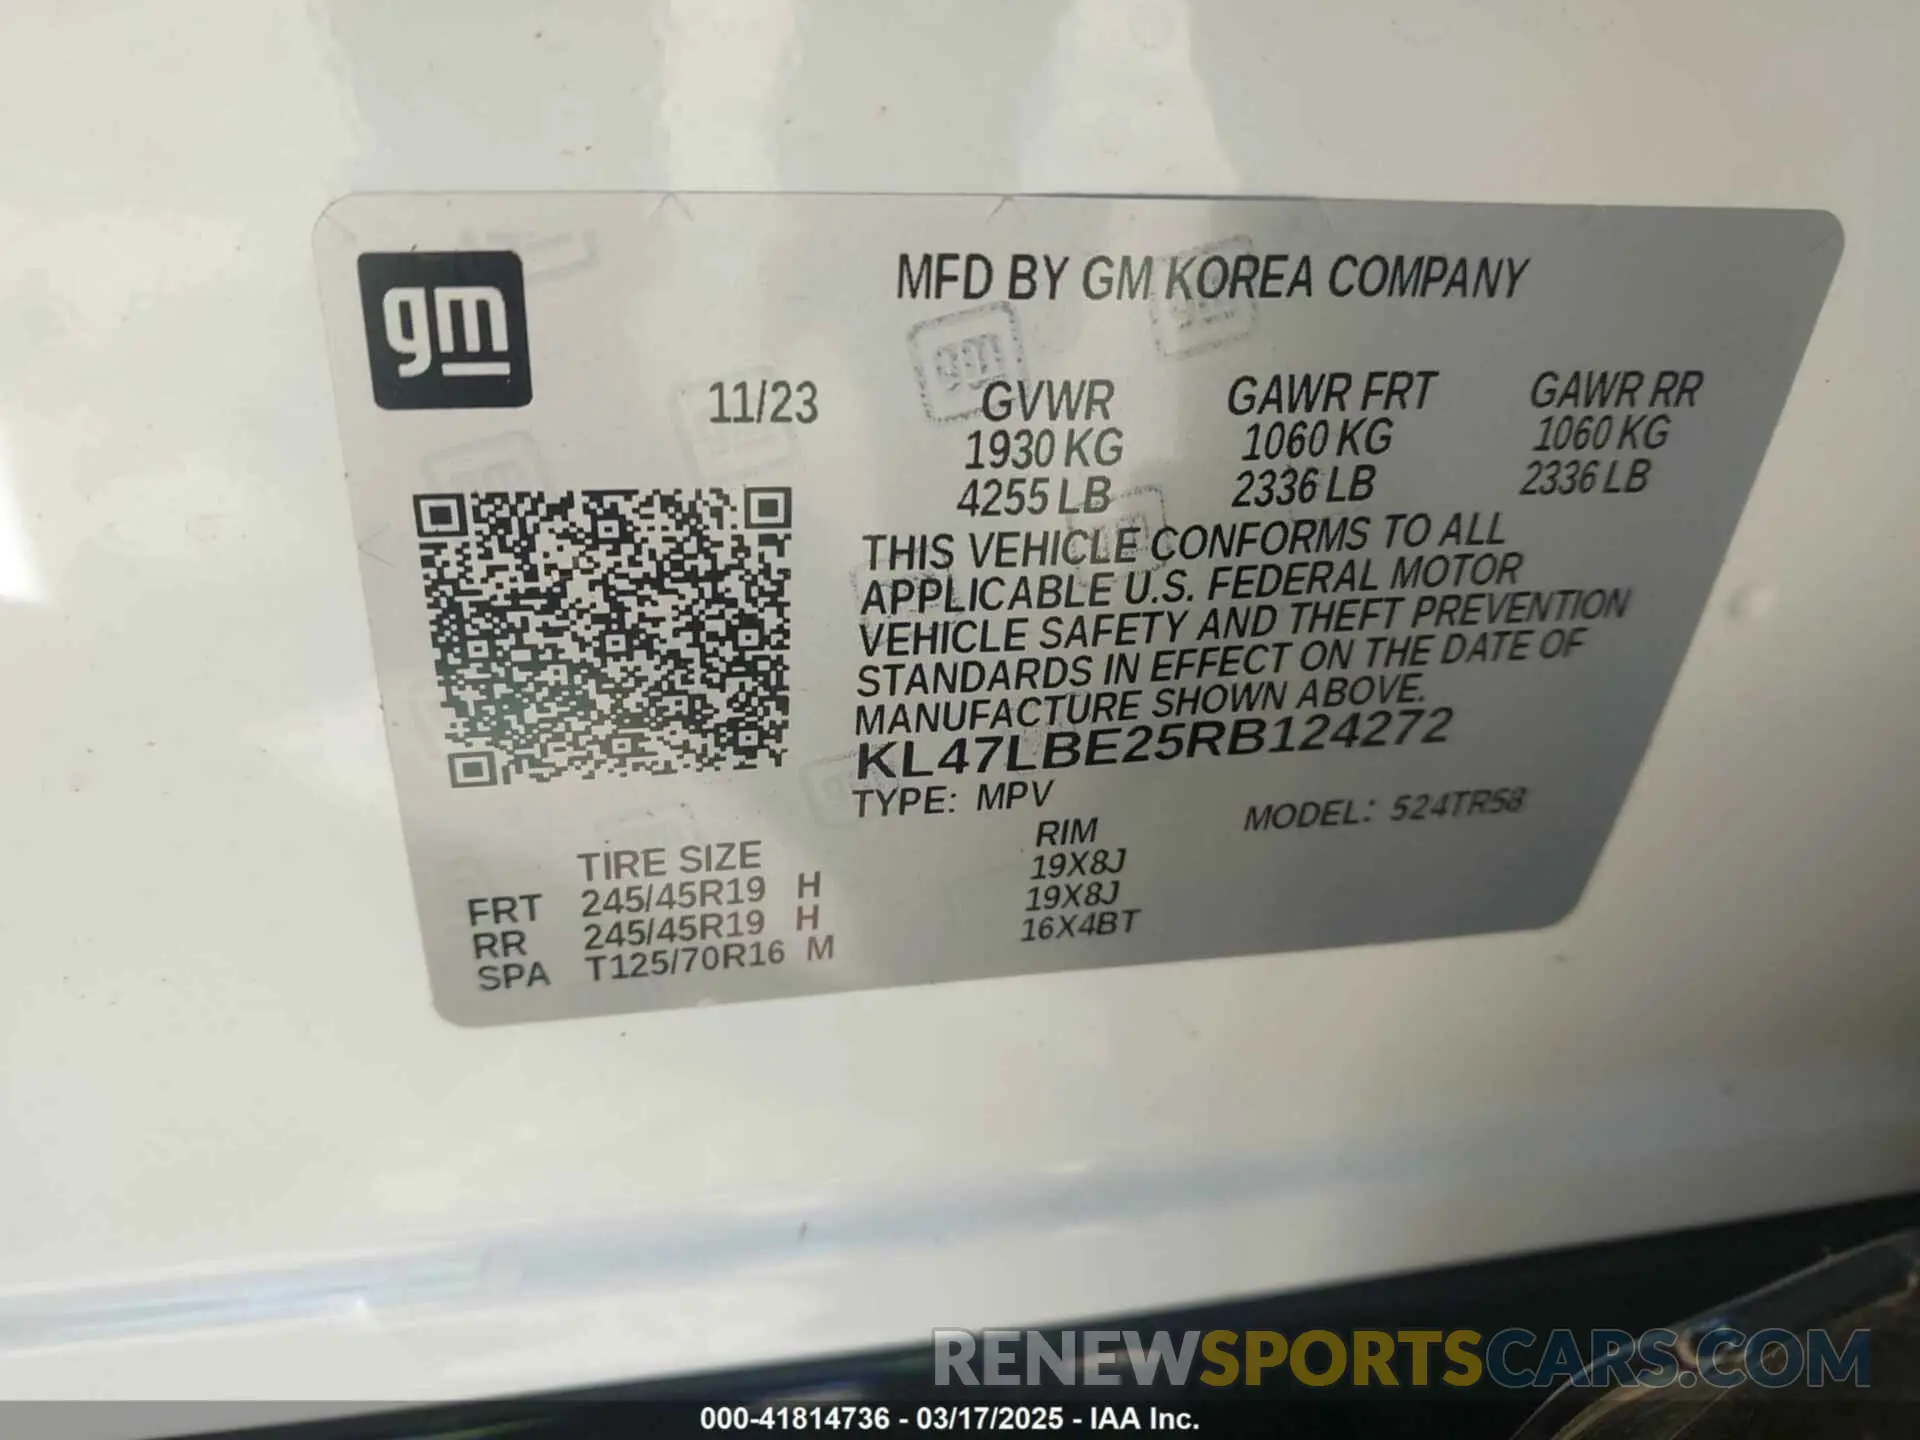 gm
MFD BY GM KOREA COMPANY
11/23 GVWR GAWR FRT GAWR RR
1930 KG 1060 KG 1060 KG
4255 LB 2336 LB 2336 LB
THIS VEHICLE CONFORMS TO ALL
APPLICABLE U.S. FEDERAL MOTOR
VEHICLE SAFETY AND THEFT PREVENTION
STANDARDS IN EFFECT ON THE DATE OF
MANUFACTURE SHOWN ABOVE.
KL47LBE25RB124272
TYPE: MPV MODEL: 524TR58
TIRE SIZE RIM
FRT 245/45R19 H 19X8J
RR 245/45R19 H 19X8J
SPA T125/70R16 M 16X4BT
RENEWSPORTSCARS.COM
000-41814736 - 03/17/2025 - IAA Inc.